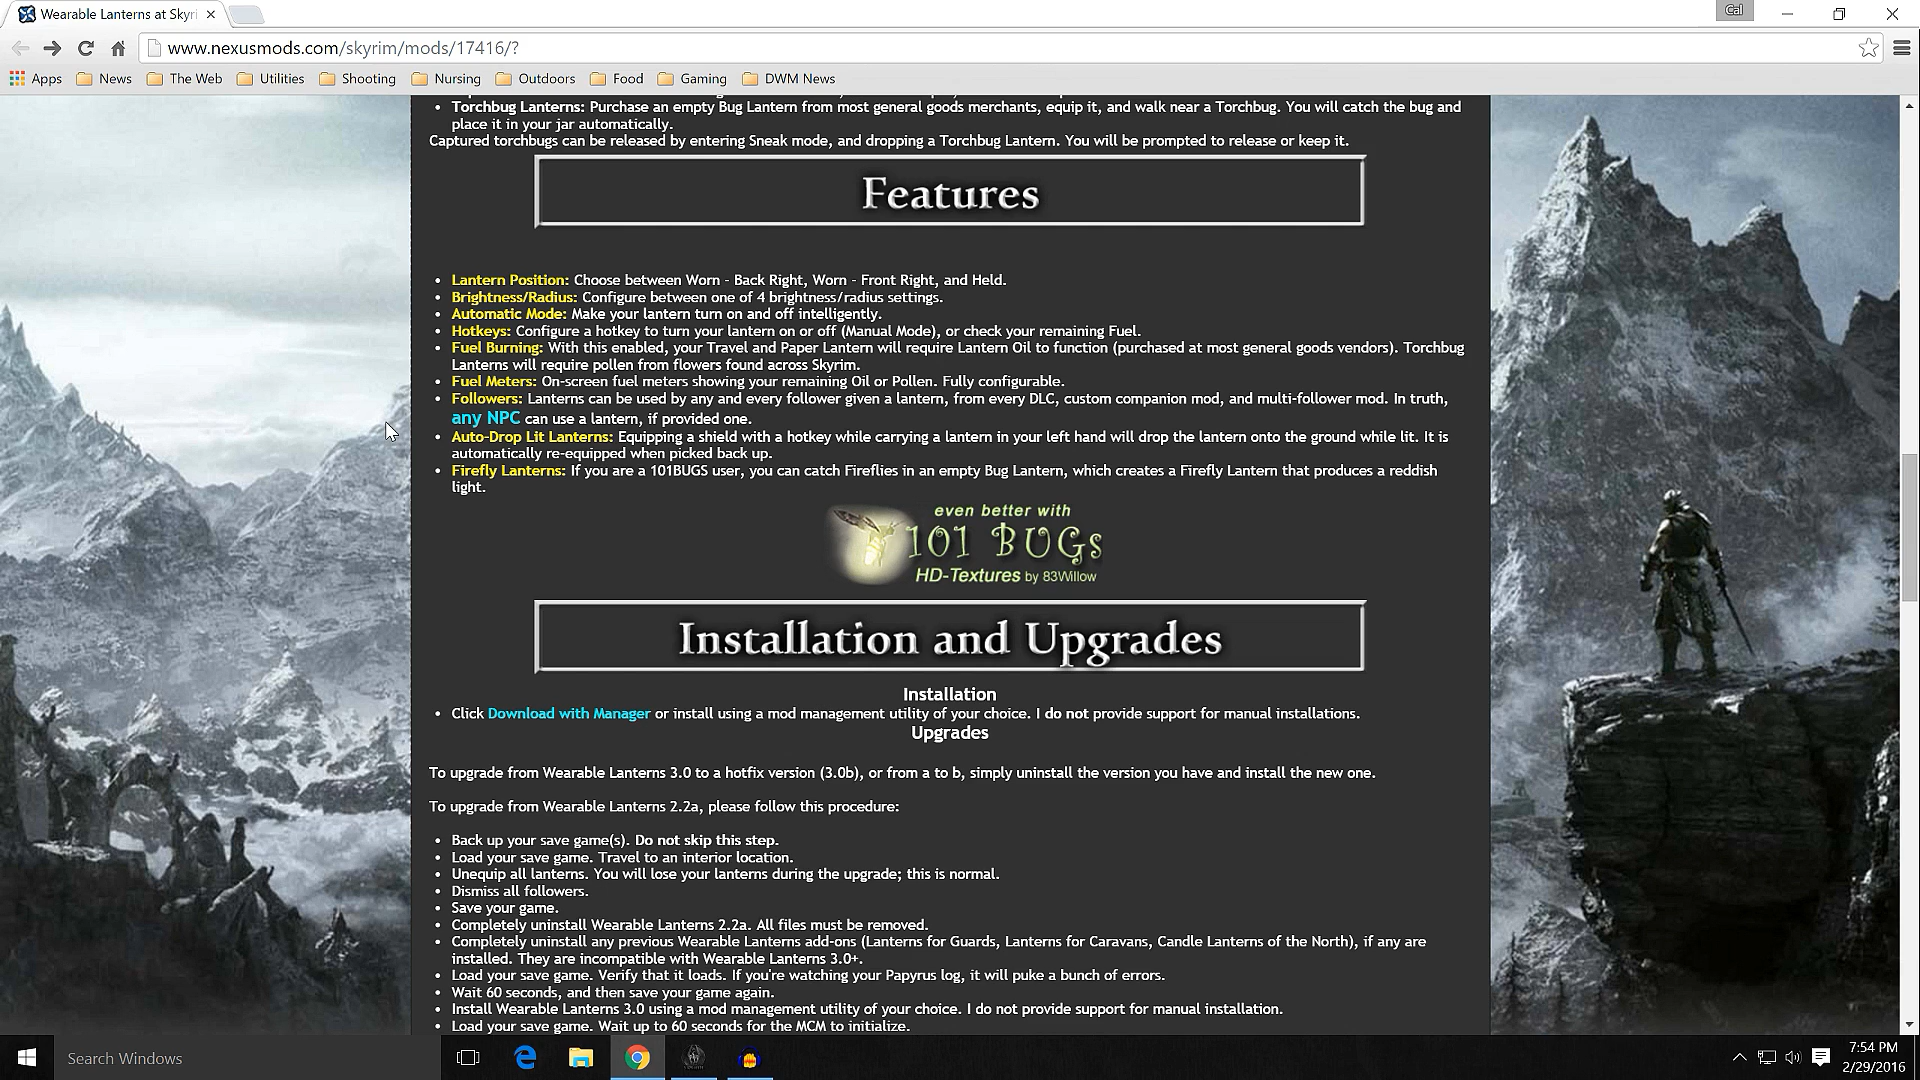 Wearable Lanterns at Skyri
Cal
www.nexusmods.com/skyrim/mods/17416/?
Apps News The Web Utilities Shooting Nursing Outdoors Food Gaming DWM News
• Torchbug Lanterns: Purchase an empty Bug Lantern from most general goods merchants, equip it, and walk near a Torchbug. You will catch the bug and
place it in your jar automatically.
Captured torchbugs can be released by entering Sneak mode, and dropping a Torchbug Lantern. You will be prompted to release or keep it.
Features
• Lantern Position: Choose between Worn - Back Right, Worn - Front Right, and Held.
• Brightness/Radius: Configure between one of 4 brightness/radius settings.
• Automatic Mode: Make your lantern turn on and off intelligently.
• Hotkeys: Configure a hotkey to turn your lantern on or off (Manual Mode), or check your remaining Fuel.
• Fuel Burning: With this enabled, your Travel and Paper Lantern will require Lantern Oil to function (purchased at most general goods vendors). Torchbug
Lanterns will require pollen from flowers found across Skyrim.
• Fuel Meters: On-screen fuel meters showing your remaining Oil or Pollen. Fully configurable.
• Followers: Lanterns can be used by any and every follower given a lantern, from every DLC, custom companion mod, and multi-follower mod. In truth,
any NPC can use a lantern, if provided one.
• Auto-Drop Lit Lanterns: Equipping a shield with a hotkey while carrying a lantern in your left hand will drop the lantern onto the ground while lit. It is
automatically re-equipped when picked back up.
• Firefly Lanterns: If you are a 101BUGS user, you can catch Fireflies in an empty Bug Lantern, which creates a Firefly Lantern that produces a reddish
light.
even better with
101 BUGs
HD-Textures by 83Willow
Installation and Upgrades
Installation
• Click Download with Manager or install using a mod management utility of your choice. I do not provide support for manual installations.
Upgrades
To upgrade from Wearable Lanterns 3.0 to a hotfix version (3.0b), or from a to b, simply uninstall the version you have and install the new one.
To upgrade from Wearable Lanterns 2.2a, please follow this procedure:
• Back up your save game(s). Do not skip this step.
• Load your save game. Travel to an interior location.
• Unequip all lanterns. You will lose your lanterns during the upgrade; this is normal.
• Dismiss all followers.
• Save your game.
• Completely uninstall Wearable Lanterns 2.2a. All files must be removed.
• Completely uninstall any previous Wearable Lanterns add-ons (Lanterns for Guards, Lanterns for Caravans, Candle Lanterns of the North), if any are
installed. They are incompatible with Wearable Lanterns 3.0+.
• Load your save game. Verify that it loads. If you're watching your Papyrus log, it will puke a bunch of errors.
• Wait 60 seconds, and then save your game again.
• Install Wearable Lanterns 3.0 using a mod management utility of your choice. I do not provide support for manual installation.
• Load your save game. Wait up to 60 seconds for the MCM to initialize.
Search Windows
7:54 PM
2/29/2016